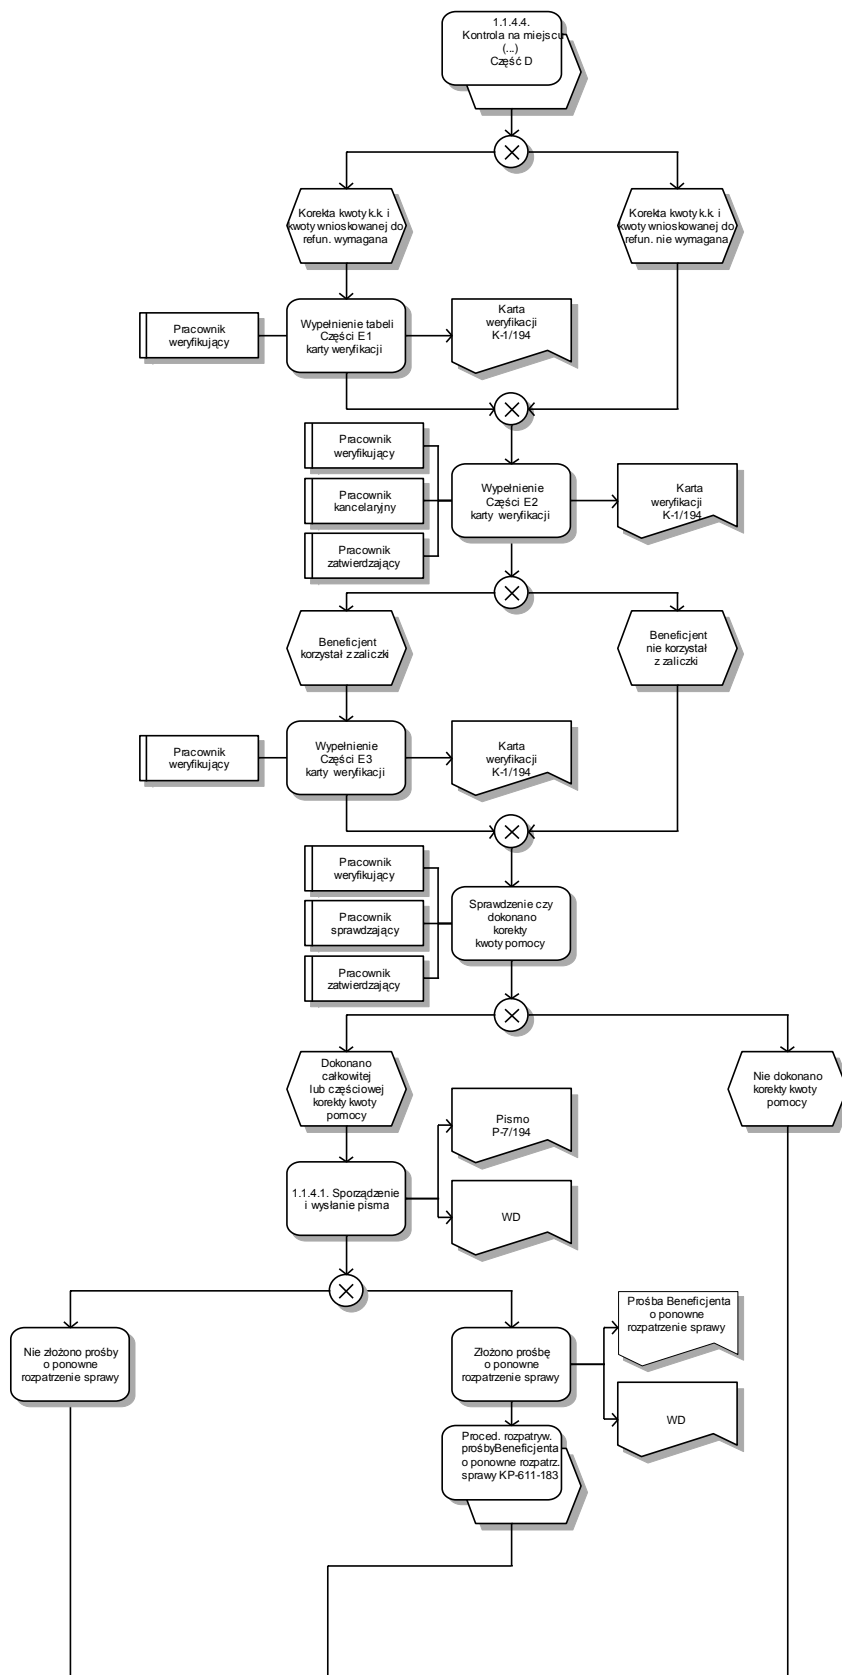 1.1.4.4.
Kontrola na miejscu
(...)
Część D
Korekta kwoty k.k. i
kwoty wnioskowanej do
refun. wymagana
Korekta kwoty k.k. i
kwoty wnioskowanej do
refun. nie wymagana
Pracownik
weryfikujący
Wypełnienie tabeli
Części E1
karty weryfikacji
Karta
weryfikacji
K-1/194
Pracownik
weryfikujący
Pracownik
kancelaryjny
Pracownik
zatwierdzający
Wypełnienie
Części E2
karty weryfikacji
Karta
weryfikacji
K-1/194
Beneficjent
korzystał z zaliczki
Beneficjent
nie korzystał
z zaliczki
Pracownik
weryfikujący
Wypełnienie
Części E3
karty weryfikacji
Karta
weryfikacji
K-1/194
Pracownik
weryfikujący
Pracownik
sprawdzający
Pracownik
zatwierdzający
Sprawdzenie czy
dokonano
korekty
kwoty pomocy
Dokonano
całkowitej
lub częściowej
korekty kwoty
pomocy
Nie dokonano
korekty kwoty
pomocy
Pismo
P-7/194
1.1.4.1. Sporządzenie
i wysłanie pisma
WD
Nie złożono prośby
o ponowne
rozpatrzenie sprawy
Złożono prośbę
o ponowne
rozpatrzenie sprawy
Prośba Beneficjenta
o ponowne
rozpatrzenie sprawy
WD
Proced. rozpatryw.
prośbyBeneficjenta
o ponowne rozpatrz.
sprawy KP-611-183